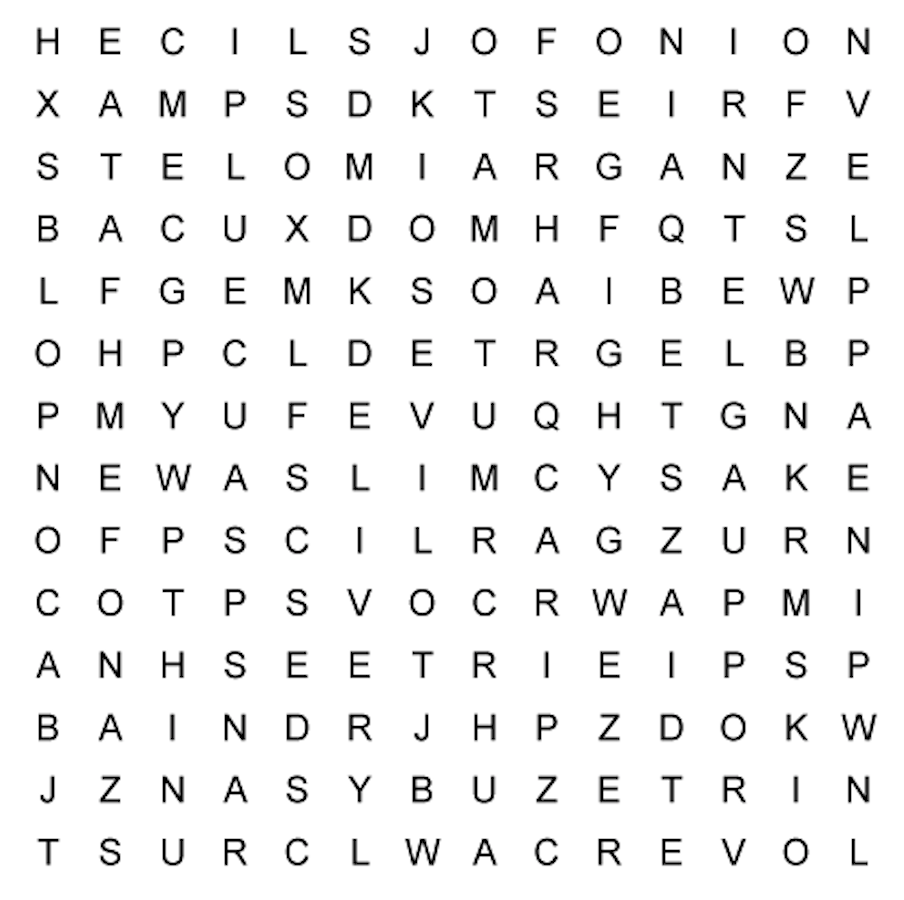 H E C I L S J O F O N I O N
X A M P S D K T S E I R F V
S T E L O M I A R G A N Z E
B A C U X D O M H F Q T S L
L F G E M K S O A I B E W P
O H P C L D E T R G E L B P
P M Y U F E V U Q H T G N A
N E W A S L I M C Y S A K E
O F P S C I L R A G Z U R N
C O T P S V O C R W A P M I
A N H S E E T R I E I P S P
B A I N D R J H P Z D O K W
J Z N A S Y B U Z E T R I N
T S U R C L W A C R E V O L